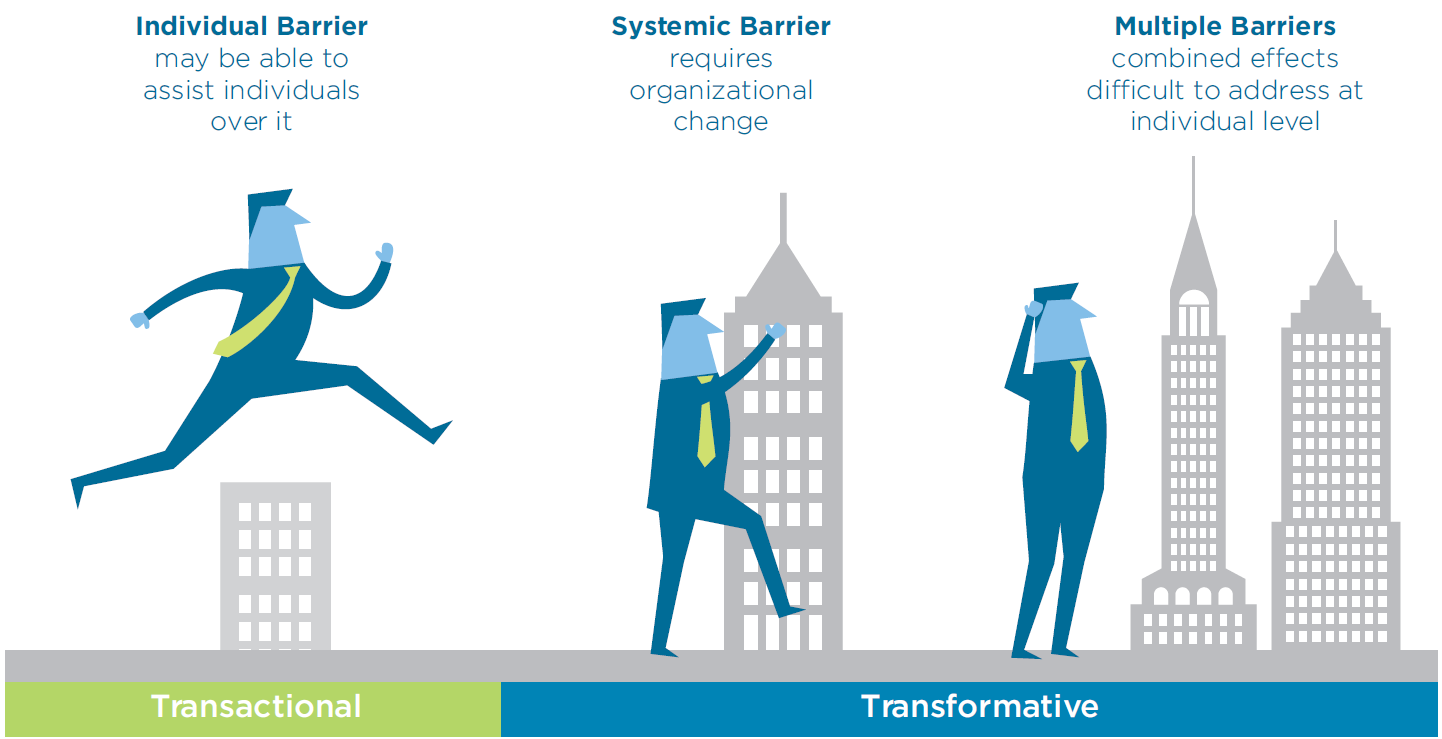 Individual Barrier
may be able to
assist individuals
over it
Systemic Barrier
requires
organizational
change
Multiple Barriers
combined effects
difficult to address at
individual level
Transactional
Transformative